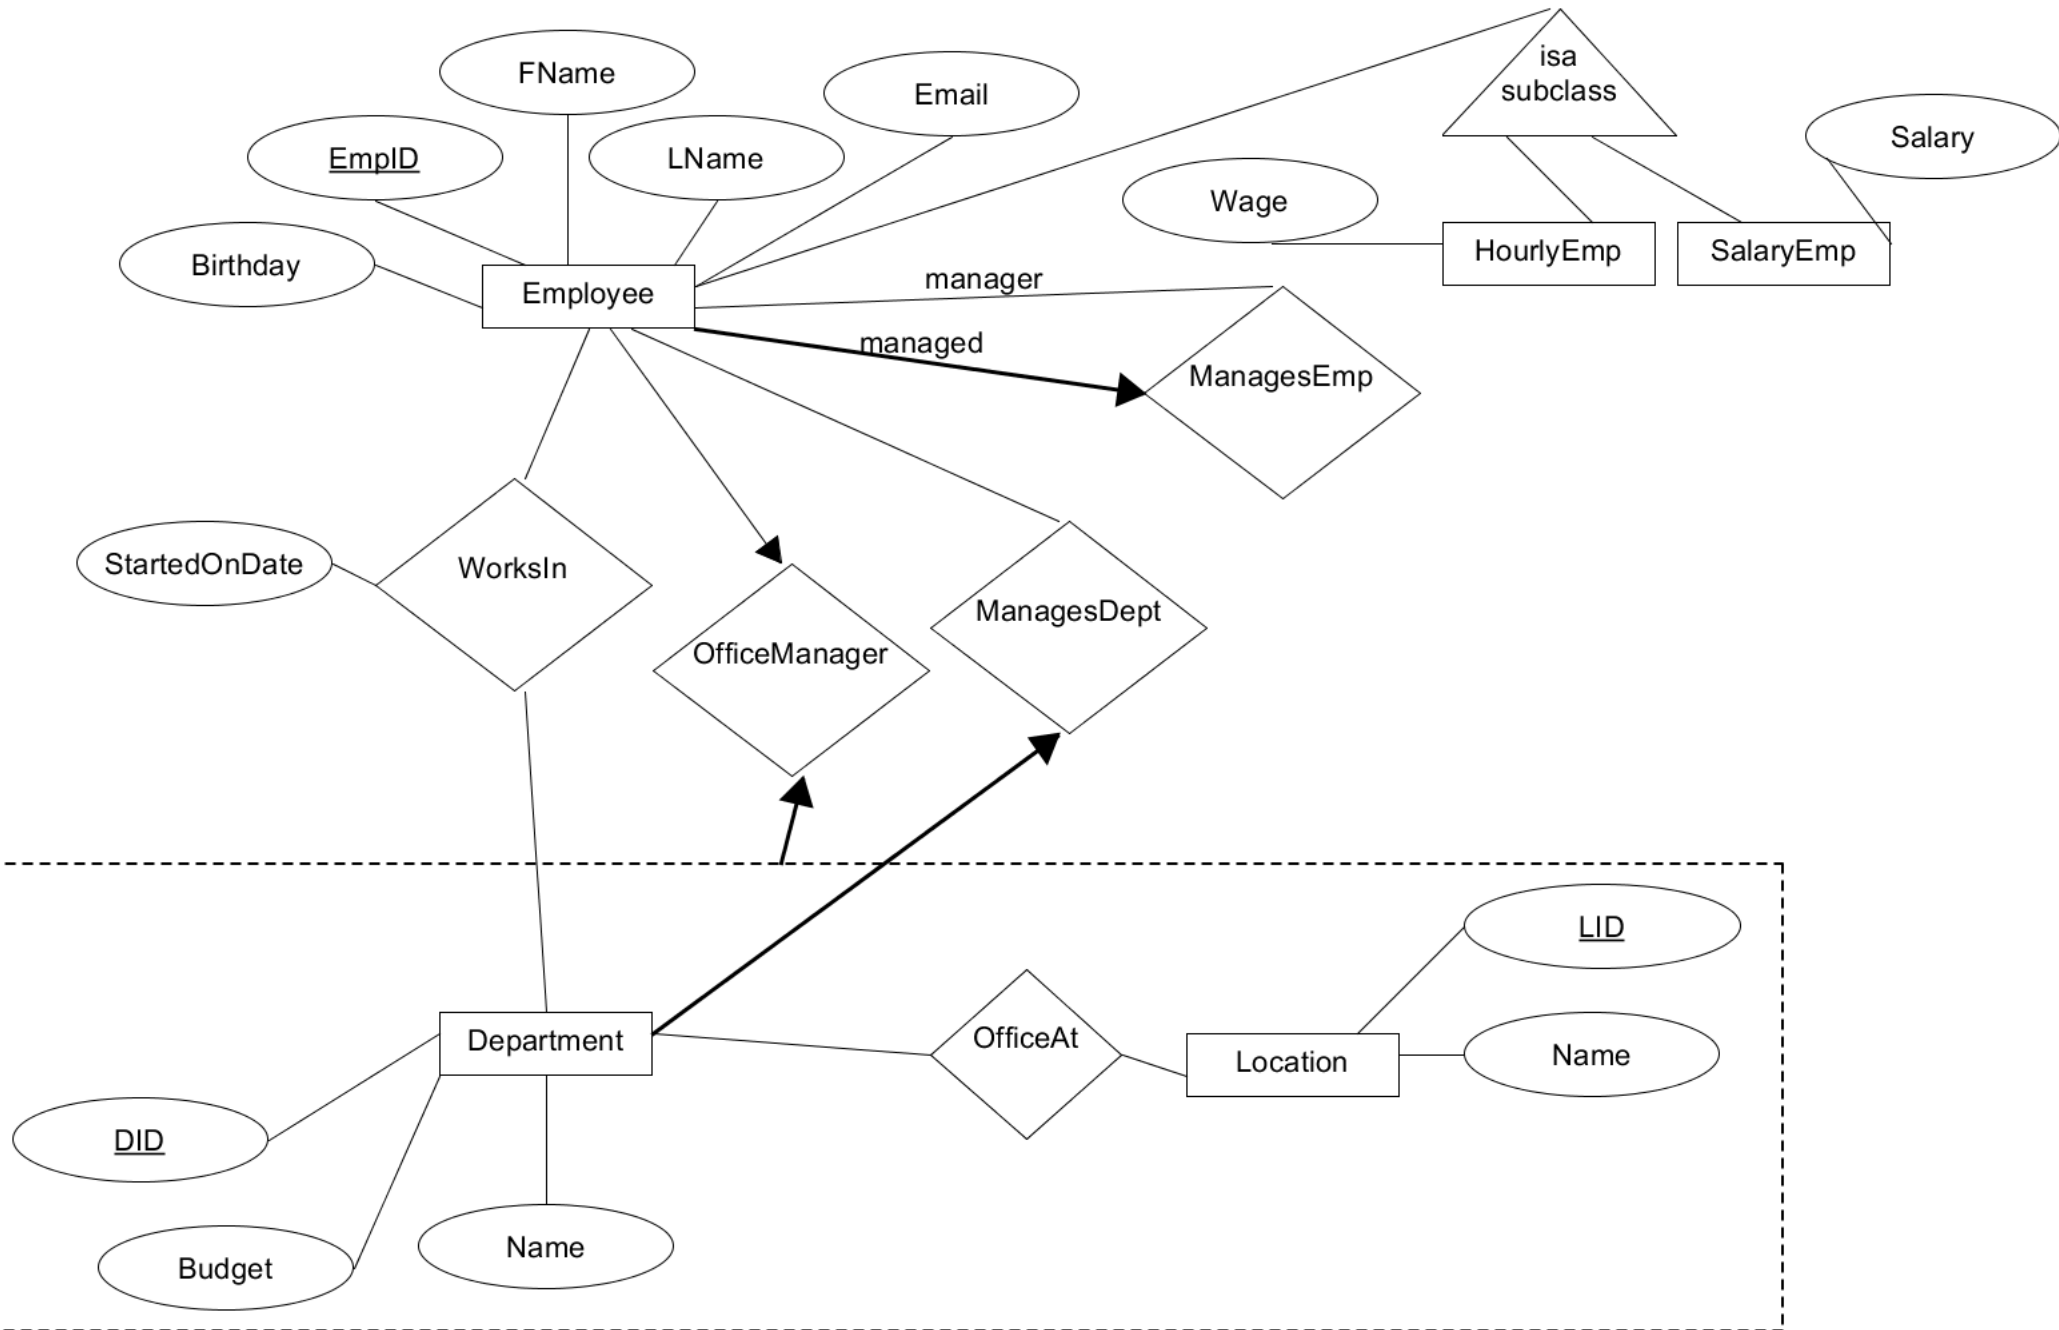 FName
Email
isa
subclass
EmpID
LName
Salary
Wage
Birthday
Employee
manager
HourlyEmp
SalaryEmp
managed
ManagesEmp
StartedOnDate
WorksIn
OfficeManager
ManagesDept
LID
Department
OfficeAt
Location
Name
DID
Budget
Name